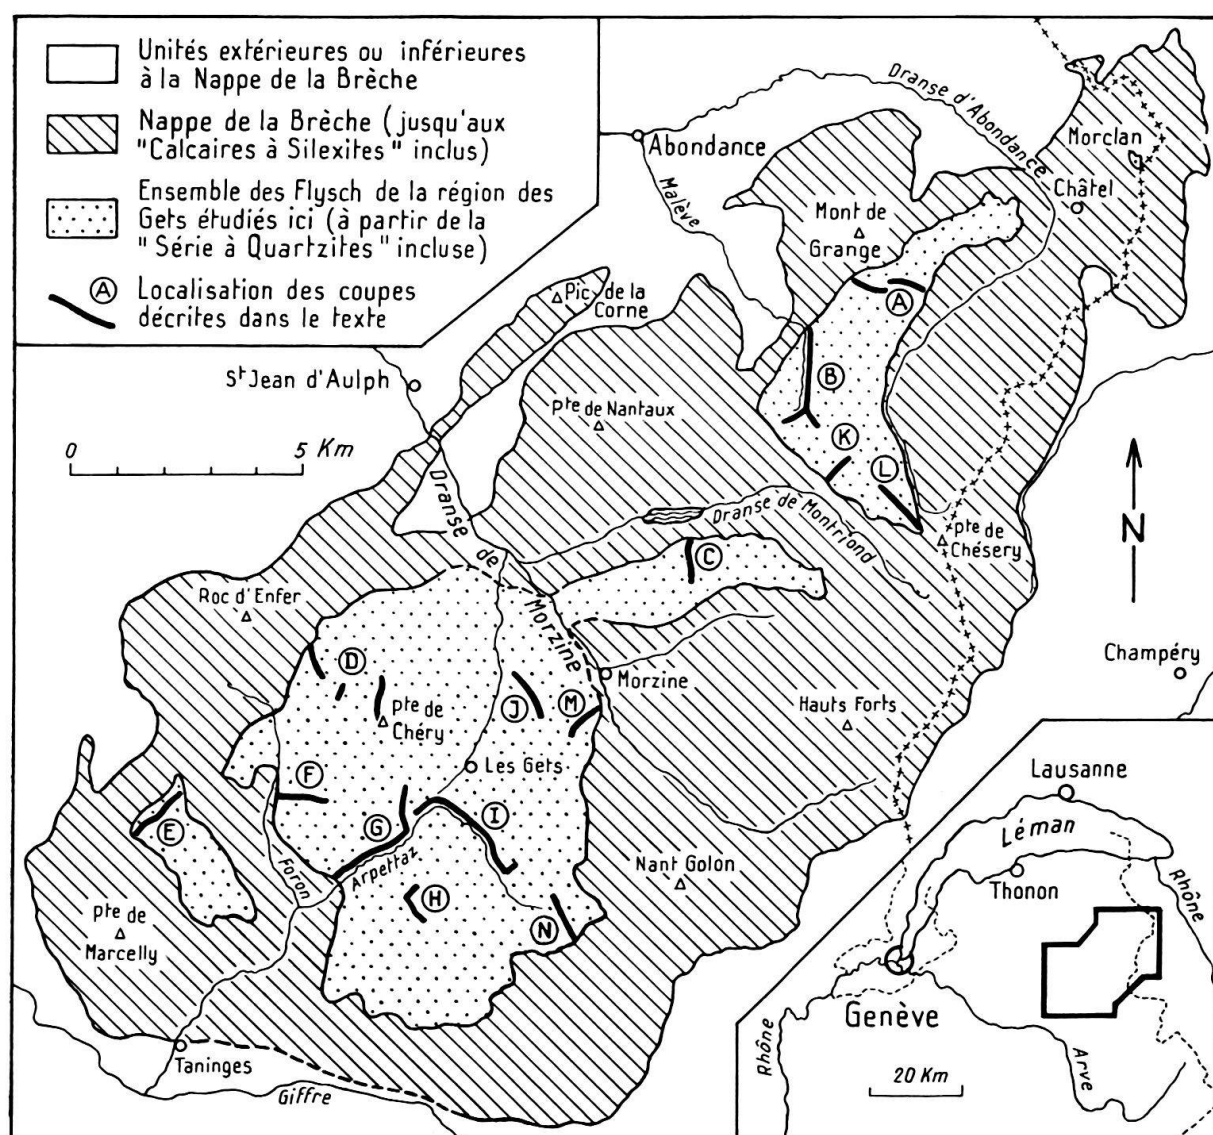 Unités extérieures ou inférieures
à la Nappe de la Brèche
Nappe de la Brèche (jusqu'aux
"Calcaires à Silexites" inclus)
Ensemble des Flysch de la région des
Gets étudiés ici (à partir de la
"Série à Quartzites" incluse)
A
Localisation des coupes
décrites dans le texte
Dranse d'Abondance
Abondance
Malève
Morclan
Châtel
Mont de
Grange
Pic de la
Corne
A
St Jean d'Aulph
B
Pte de Nantaux
0 5 Km
K
L
Dranse de Morzine
Dranse de Montriond
Pte de
Chésery
N
C
Roc d'Enfer
D
Morzine
Champéry
J
M
Pte de
Chéry
Hauts Forts
F
Les Gets
E
G
I
Arpettaz
Foron
H
Nant Golon
N
Pte de
Marcelly
Taninges
Giffre
Lausanne
Léman
Thonon
Rhône
Genève
Rhône
Arve
20 Km